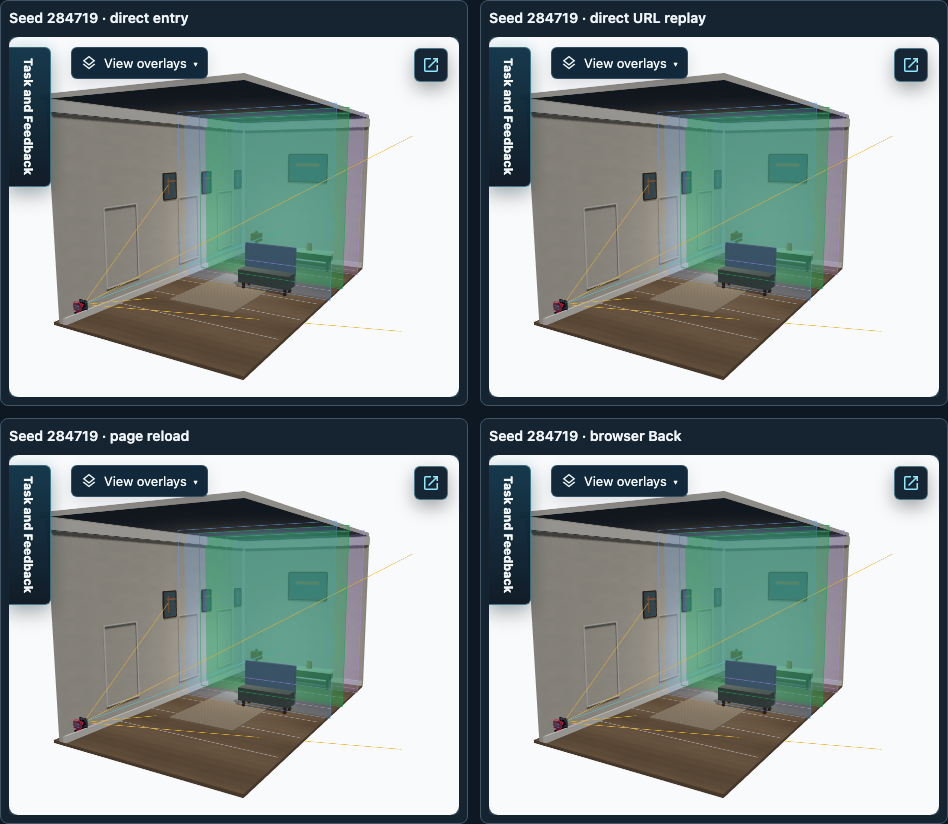 Seed 284719 · direct entry
View overlays ▾
Task and Feedback
Seed 284719 · direct URL replay
View overlays ▾
Task and Feedback
Seed 284719 · page reload
View overlays ▾
Task and Feedback
Seed 284719 · browser Back
View overlays ▾
Task and Feedback